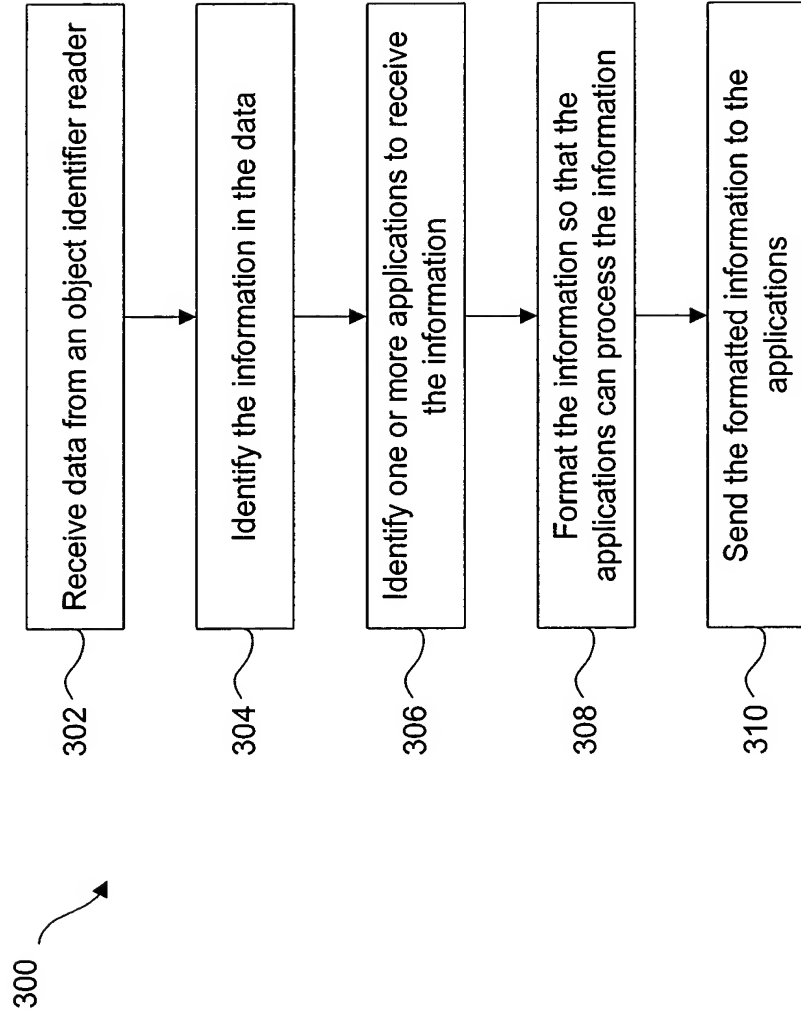 300
302
Receive data from an object identifier reader
304
Identify the information in the data
306
Identify one or more applications to receive
the information
308
Format the information so that the
applications can process the information
310
Send the formatted information to the
applications